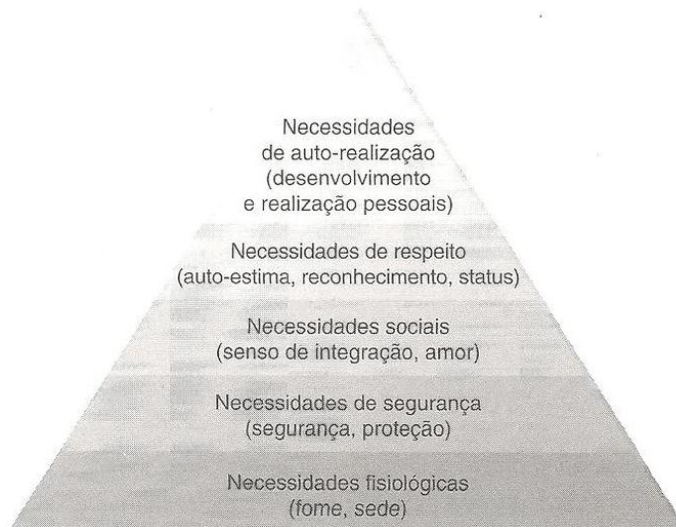 Necessidades
de auto-realização
(desenvolvimento
e realização pessoais)
Necessidades de respeito
(auto-estima, reconhecimento, status)
Necessidades sociais
(senso de integração, amor)
Necessidades de segurança
(segurança, proteção)
Necessidades fisiológicas
(fome, sede)